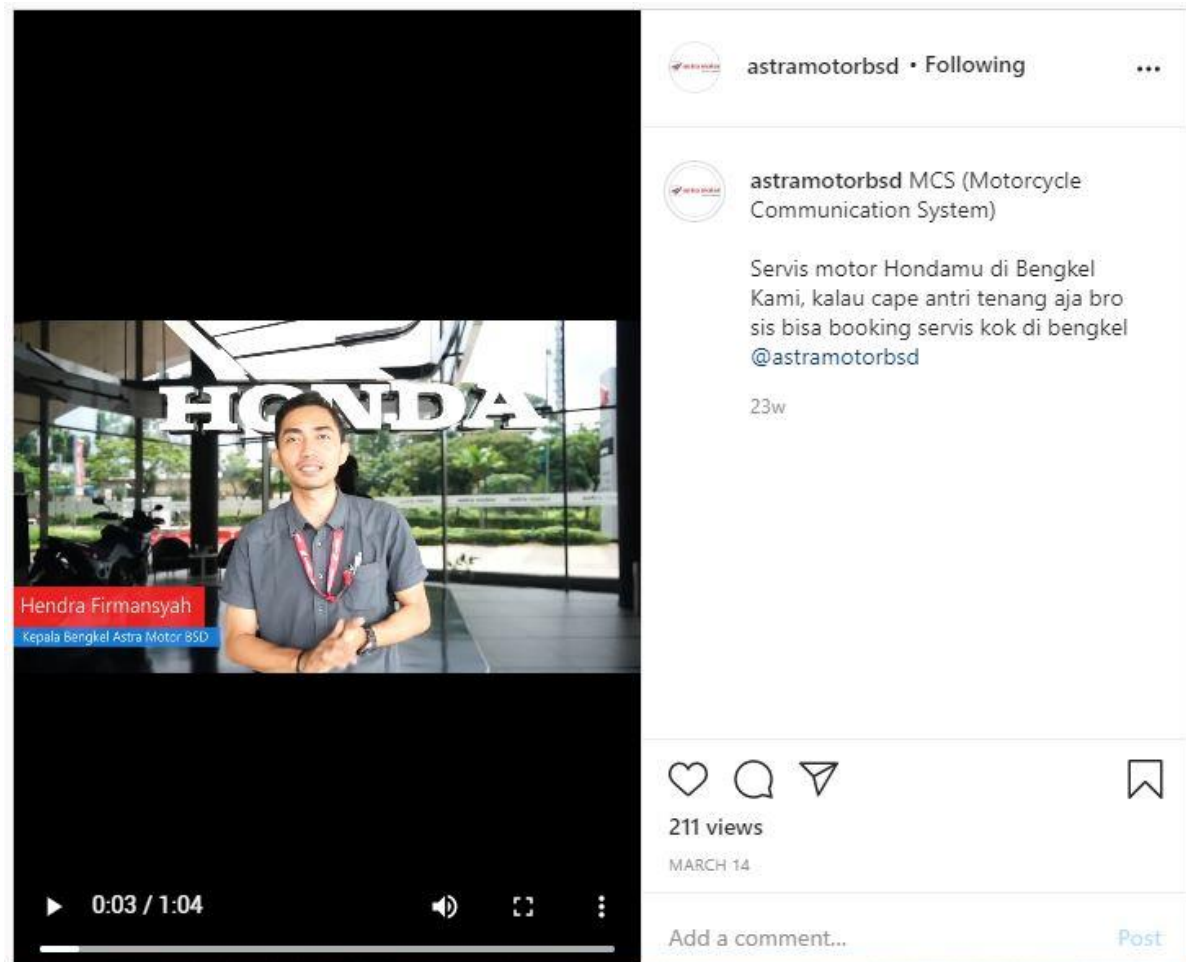 HONDA
Hendra Firmansyah
Kepala Bengkel Astra Motor BSD
0:03 / 1:04
astramotorbsd • Following
astramotorbsd MCS (Motorcycle
Communication System)
Servis motor Hondamu di Bengkel
Kami, kalau cape antri tenang aja bro
sis bisa booking servis kok di bengkel
@astramotorbsd
23w
211 views
MARCH 14
Add a comment...
Post